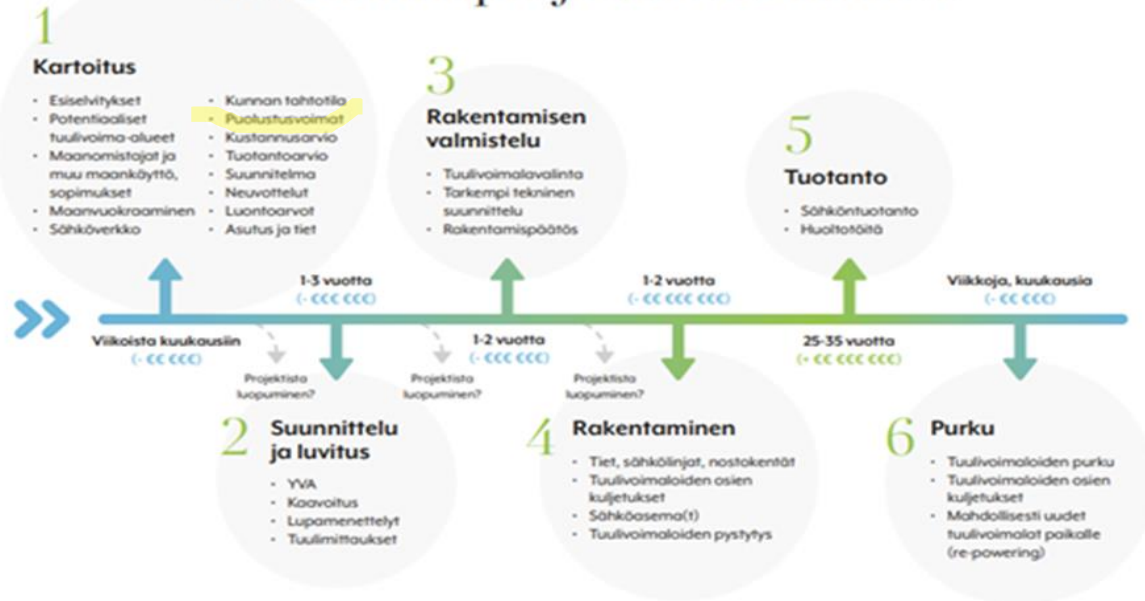 1
Kartoitus
• Esiselvitykset
• Potentiaaliset
tuulivoima-alueet
• Maanomistajat ja
muu maankäyttö,
sopimukset
• Maanvuokraaminen
• Sähköverkko
• Kunnan tahtotila
• Puolustusvoimat
• Kustannusarvio
• Tuotantoarvio
• Suunnitelma
• Neuvottelut
• Luontoarvot
• Asutus ja tiet
Viikoista kuukausiin
(- €€ €€€)
Projektista
luopuminen?
2
Suunnittelu
ja luvitus
• YVA
• Kaavoitus
• Lupamenettelyt
• Tuulimittaukset
1-3 vuotta
(- €€€ €€€)
Projektista
luopuminen?
3
Rakentamisen
valmistelu
• Tuulivoimalavalinta
• Tarkempi tekninen
suunnittelu
• Rakentamispäätös
1-2 vuotta
(- €€€ €€€)
Projektista
luopuminen?
4
Rakentaminen
• Tiet, sähkölinjat, nostokentät
• Tuulivoimaloiden osien
kuljetukset
• Sähköasema(t)
• Tuulivoimaloiden pystytys
1-2 vuotta
(- €€ €€€ €€€)
5
Tuotanto
• Sähköntuotanto
• Huoltotöitä
25-35 vuotta
(+ €€ €€€ €€€)
6
Purku
• Tuulivoimaloiden purku
• Tuulivoimaloiden osien
kuljetukset
• Mahdollisesti uudet
tuulivoimalat paikalle
(re-powering)
Viikkoja, kuukausia
(- €€ €€€)